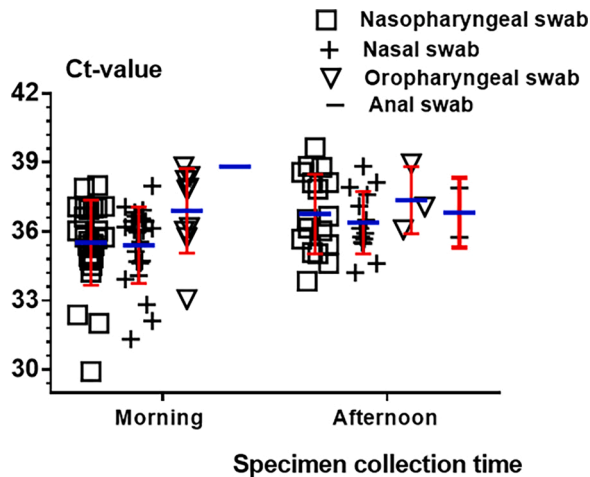 Nasopharyngeal swab
Nasal swab
Oropharyngeal swab
Anal swab
Ct-value
42
39
36
33
30
Morning Afternoon
Specimen collection time